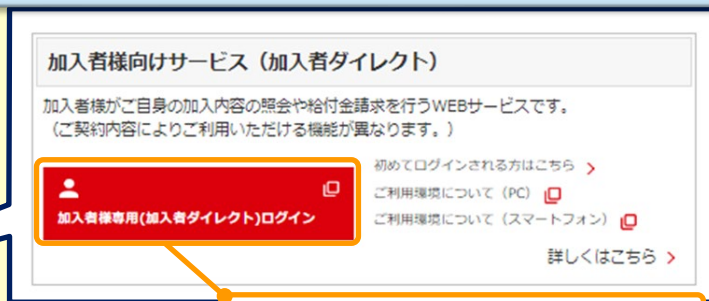 加入者様向けサービス（加入者ダイレクト）
加入者様がご自身の加入内容の照会や給付金請求を行うWEBサービスです。
（ご契約内容によりご利用いただける機能が異なります。）
初めてログインされる方はこちら
ご利用環境について（PC）
加入者様専用(加入者ダイレクト)ログイン
ご利用環境について（スマートフォン）
詳しくはこちら